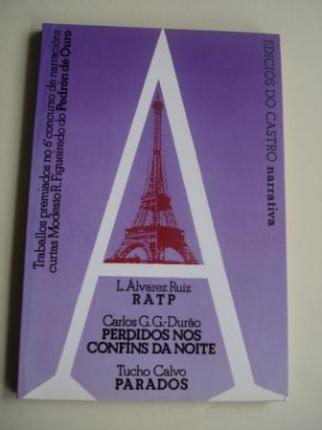 Traballos premiados no 6º concurso de narracións
curtas Modesto R. Figueiredo do Pedrón de Ouro
EDICIÓS DO CASTRO narrativa
L. Álvarez Ruiz
RATP
Carlos G. G.-Durão
PERDIDOS NOS
CONFÍNS DA NOITE
Tucho Calvo
PARADOS